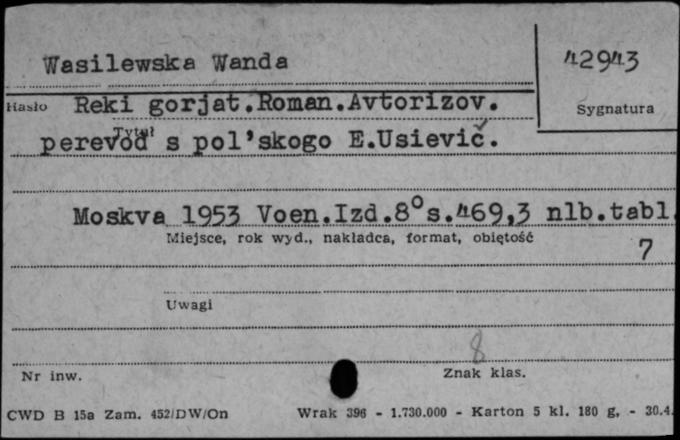 Wasilewska Wanda
42943
Hasło Reki gorjat.Roman.Avtorizov.
Sygnatura
Tytuł
perevod s pol'skogo E.Usievič.
Moskva 1953 Voen.Izd.8°s.469,3 nlb.tabl.
Miejsce, rok wyd., nakładca, format, objętość
7
Uwagi
8
Nr inw.
Znak klas.
CWD B 15a Zam. 452/DW/On Wrak 396 - 1.730.000 - Karton 5 kl. 180 g. - 30.4.